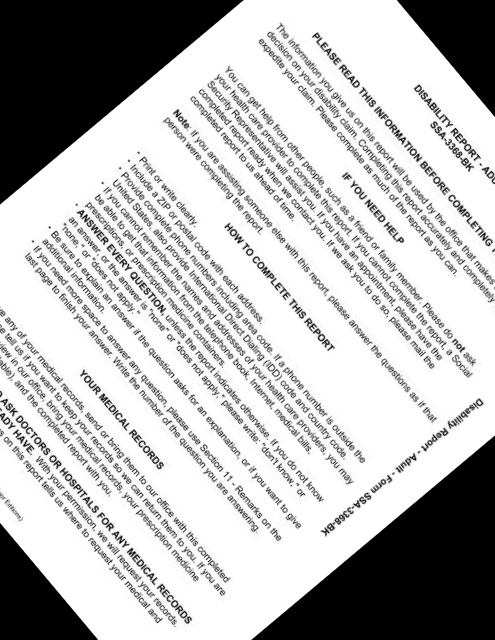 DISABILITY REPORT - AD
SSA-3368-BK
PLEASE READ THIS INFORMATION BEFORE COMPLETING
The information you give us on this report will be used by the office that makes
decision on your disability claim. Completing this report accurately and completely
expedite your claim. Please complete as much of the report as you can.
IF YOU NEED HELP
You can get help from other people, such as a friend or family member. Please do not ask
your health care provider to complete this report. If you cannot complete the report, a Social
Security Representative will assist you. If you have an appointment, please have the
completed report ready when we contact you. If we ask you to do so, please mail the
completed report to us ahead of time.
Note: If you are assisting someone else with this report, please answer the questions as if that
person were completing the report.
HOW TO COMPLETE THIS REPORT
• Print or write clearly.
• Include a ZIP or postal code with each address.
• Provide complete phone numbers including area code. If a phone number is outside the
United States, also provide International Direct Dialing (IDD) code and country code.
• If you cannot remember the names and addresses of your health care providers, you may
be able to get that information from the telephone book, Internet, medical bills,
prescriptions, or prescription medicine containers.
• ANSWER EVERY QUESTION, unless the report indicates otherwise. If you do not know
an answer, or the answer is "none" or "does not apply," please write: "don't know," or
"none," or "does not apply."
• Be sure to explain an answer if the question asks for an explanation, or if you want to give
additional information.
• If you need more space to answer any question, please use Section 11 - Remarks on the
last page to finish your answer. Write the number of the question you are answering.
YOUR MEDICAL RECORDS
any of your medical records, send or bring them to our office with this completed
tell us if you want to keep your records so we can return them to you. If you are
in our office, bring your medical records, your prescription medicine
and the completed report with you.
ASK DOCTORS OR HOSPITALS FOR ANY MEDICAL RECORDS
HAVE. With your permission, we will request your records.
on this report tells us where to request your medical and
Disability Report - Adult - Form SSA-3368-BK
Editions)